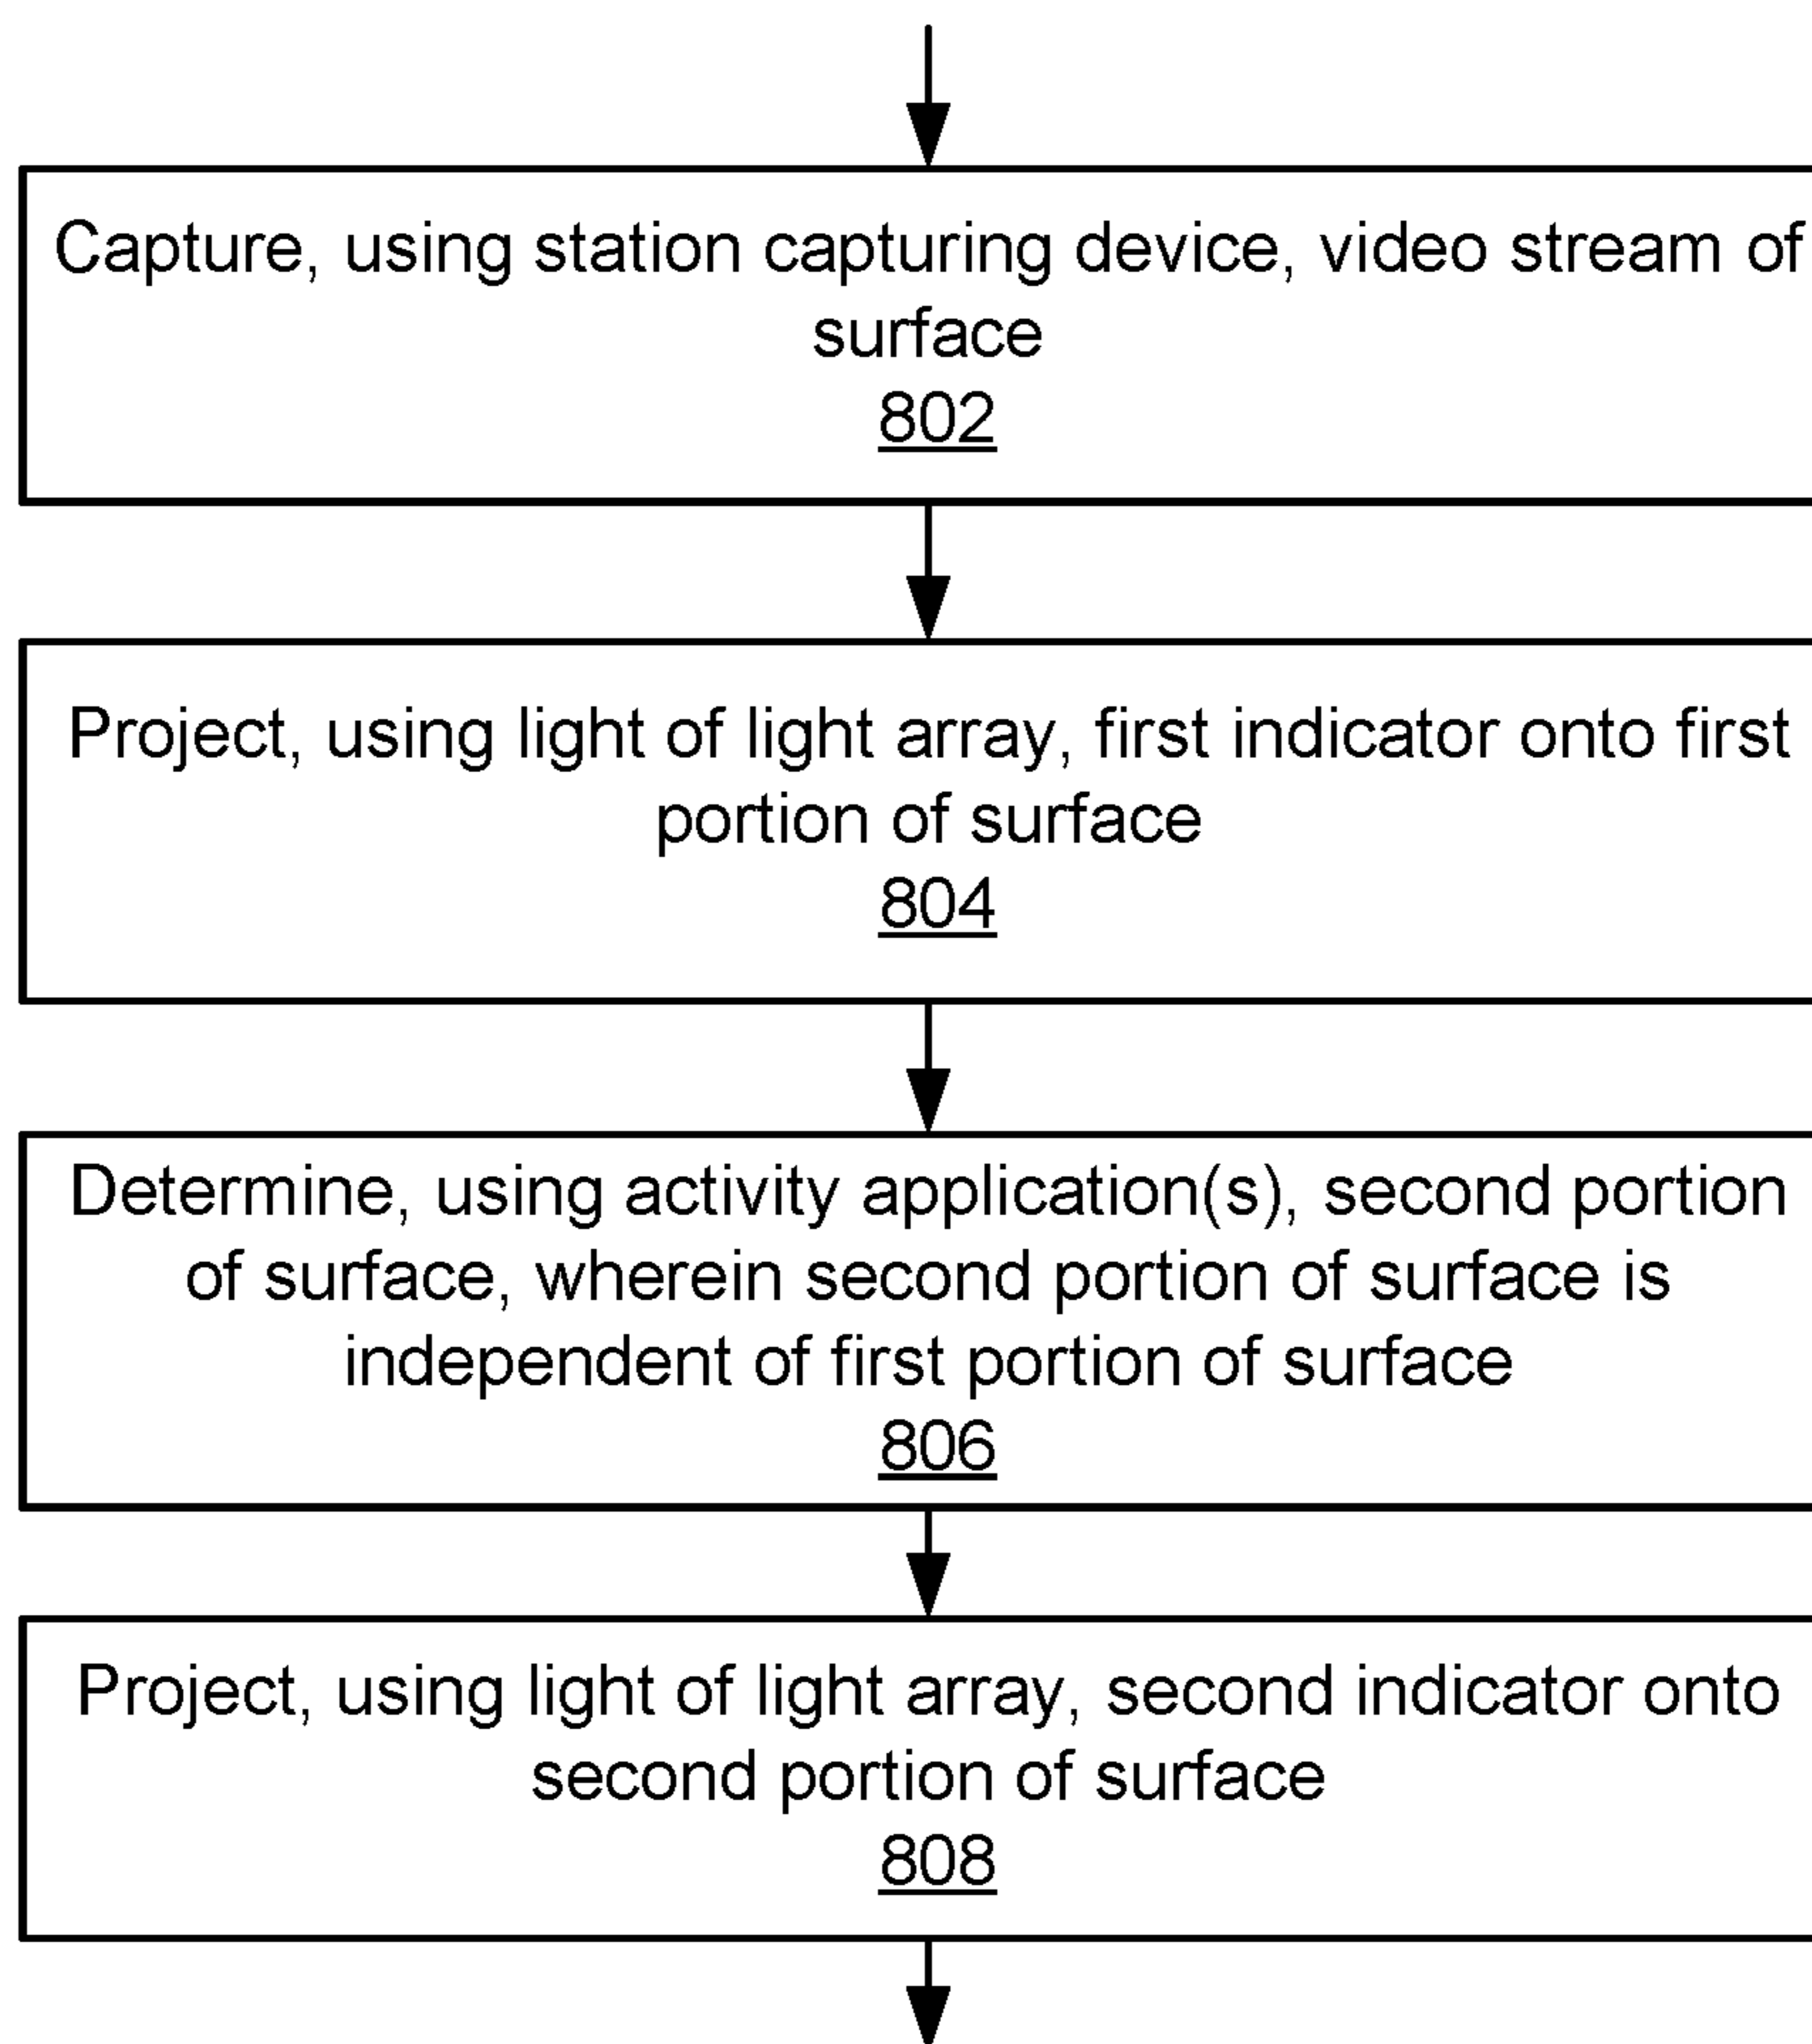 Capture, using station capturing device, video stream of
surface
802
Project, using light of light array, first indicator onto first
portion of surface
804
Determine, using activity application(s), second portion
of surface, wherein second portion of surface is
independent of first portion of surface
806
Project, using light of light array, second indicator onto
second portion of surface
808